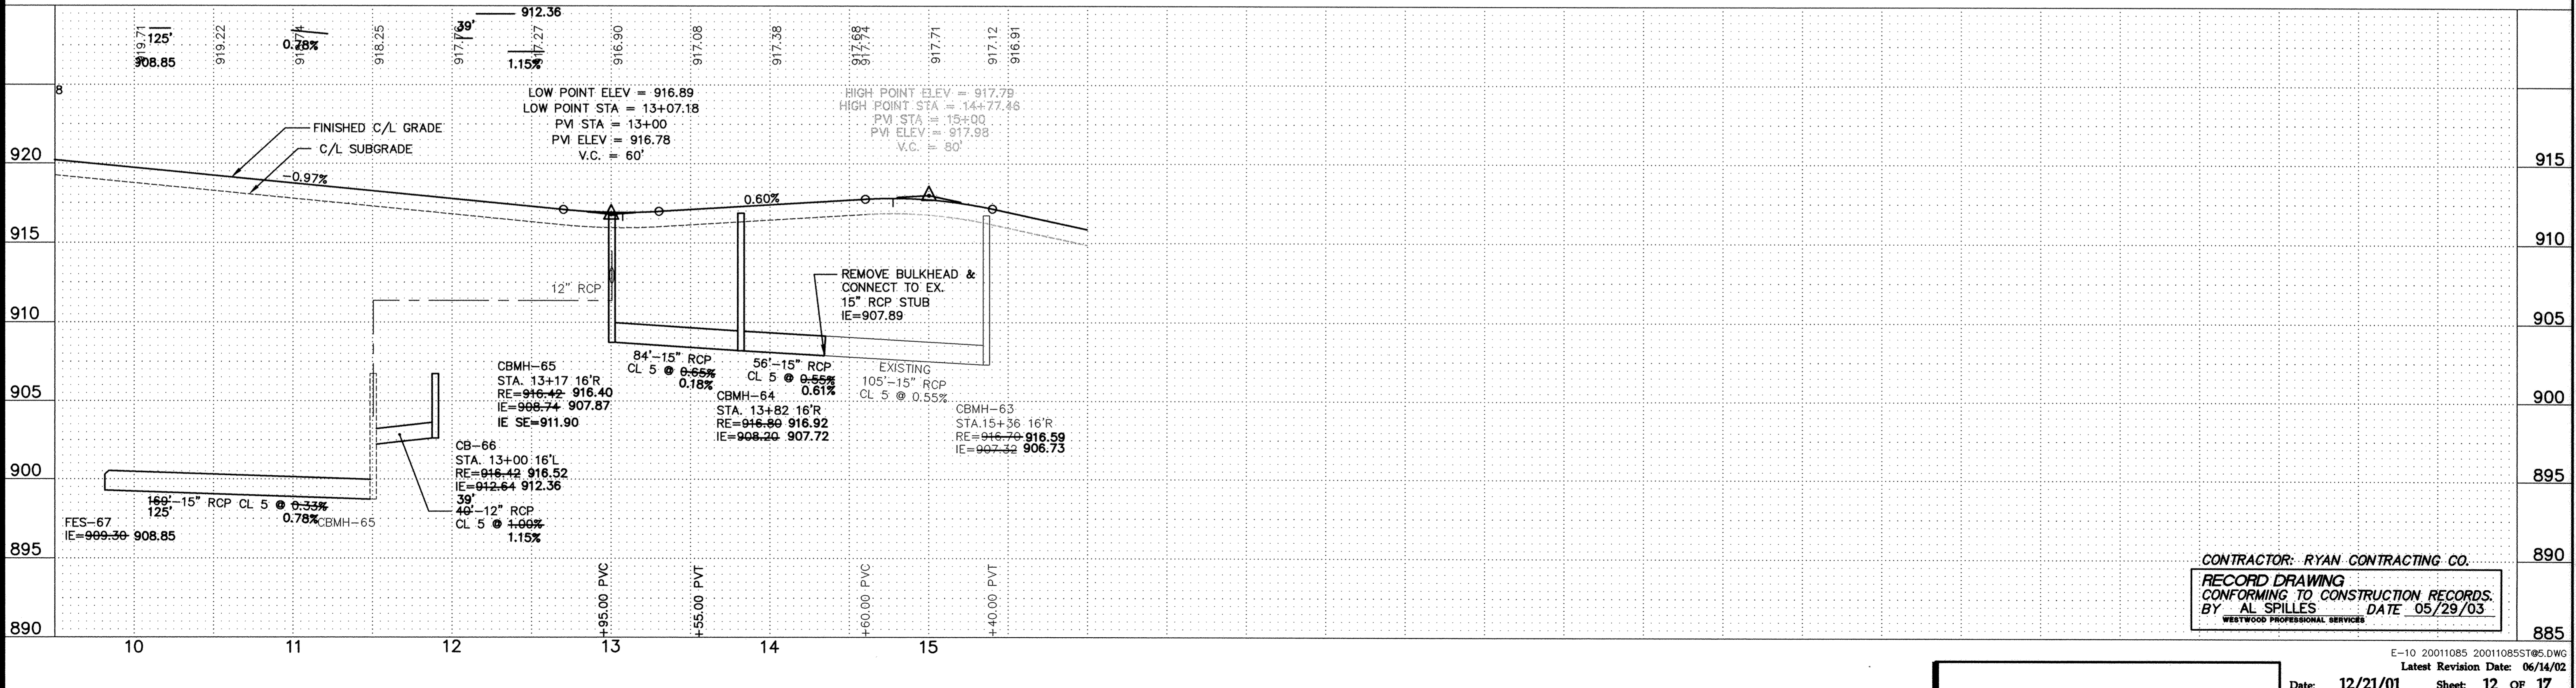 912.36
919.71
125'
908.85
919.22
0.78%
918.25
39'
917.27
1.15%
916.90
917.08
917.38
917.68
917.74
917.71
917.12
916.91
8
LOW POINT ELEV = 916.89
LOW POINT STA = 13+07.18
PVI STA = 13+00
PVI ELEV = 916.78
V.C. = 60'
HIGH POINT ELEV = 917.79
HIGH POINT STA = 14+77.46
PVI STA = 15+00
PVI ELEV = 917.98
V.C. = 80'
FINISHED C/L GRADE
C/L SUBGRADE
920
915
-0.97%
0.60%
915
910
12" RCP
REMOVE BULKHEAD &
CONNECT TO EX.
15" RCP STUB
IE=907.89
910
905
84'-15" RCP
CL 5 @ 0.65%
0.18%
56'-15" RCP
CL 5 @ 0.55%
0.61%
EXISTING
105'-15" RCP
CL 5 @ 0.55%
CBMH-65
STA. 13+17 16'R
RE=916.42 916.40
IE=908.74 907.87
IE SE=911.90
CBMH-64
STA. 13+82 16'R
RE=916.80 916.92
IE=908.20 907.72
CBMH-63
STA.15+36 16'R
RE=916.70 916.59
IE=907.32 906.73
905
900
CB-66
STA. 13+00 16'L
RE=916.42 916.52
IE=912.64 912.36
39'
40'-12" RCP
CL 5 @ 1.00%
1.15%
900
895
160'-15" RCP CL 5 @ 0.33%
125'
0.78%
CBMH-65
FES-67
IE=909.30 908.85
895
890
+95.00 PVC
+55.00 PVT
+60.00 PVC
+40.00 PVT
890
885
10
11
12
13
14
15
CONTRACTOR: RYAN CONTRACTING CO.
RECORD DRAWING
CONFORMING TO CONSTRUCTION RECORDS.
BY AL SPILLES DATE 05/29/03
WESTWOOD PROFESSIONAL SERVICES
E-10 20011085 20011085ST@5.DWG
Latest Revision Date: 06/14/02
Date: 12/21/01 Sheet: 12 OF 17